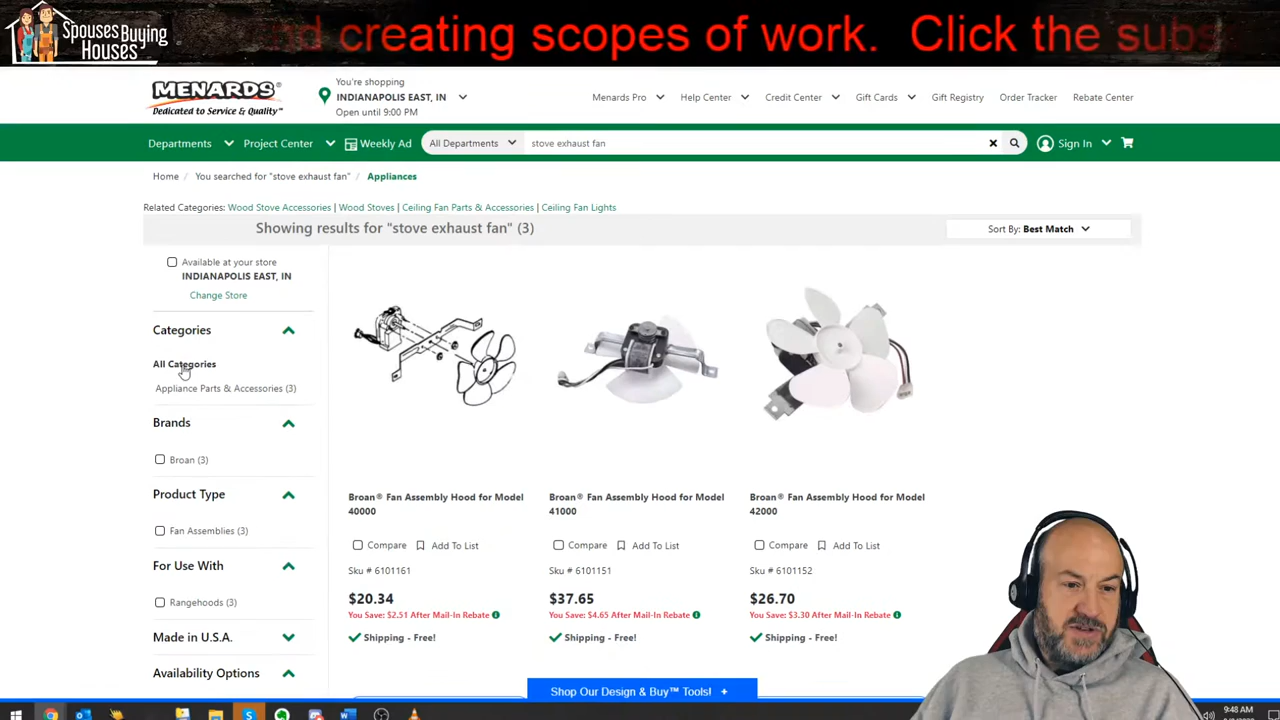 Spouses Buying
Houses
and creating scopes of work. Click the subs
MENARDS
Dedicated to Service & Quality
You're shopping
INDIANAPOLIS EAST, IN
Open until 9:00 PM
Menards Pro
Help Center
Credit Center
Gift Cards
Gift Registry
Order Tracker
Rebate Center
Departments
Project Center
Weekly Ad
All Departments
stove exhaust fan
Sign In
Home / You searched for "stove exhaust fan" / Appliances
Related Categories: Wood Stove Accessories | Wood Stoves | Ceiling Fan Parts & Accessories | Ceiling Fan Lights
Showing results for "stove exhaust fan" (3)
Sort By: Best Match
Available at your store
INDIANAPOLIS EAST, IN
Change Store
Categories
All Categories
Appliance Parts & Accessories (3)
Brands
Broan (3)
Product Type
Fan Assemblies (3)
For Use With
Rangehoods (3)
Made in U.S.A.
Availability Options
Broan® Fan Assembly Hood for Model
40000
Compare
Add To List
Sku # 6101161
$20.34
You Save: $2.51 After Mail-In Rebate
Shipping - Free!
Broan® Fan Assembly Hood for Model
41000
Compare
Add To List
Sku # 6101151
$37.65
You Save: $4.65 After Mail-In Rebate
Shipping - Free!
Broan® Fan Assembly Hood for Model
42000
Compare
Add To List
Sku # 6101152
$26.70
You Save: $3.30 After Mail-In Rebate
Shipping - Free!
Shop Our Design & Buy™ Tools! +
9:48 AM